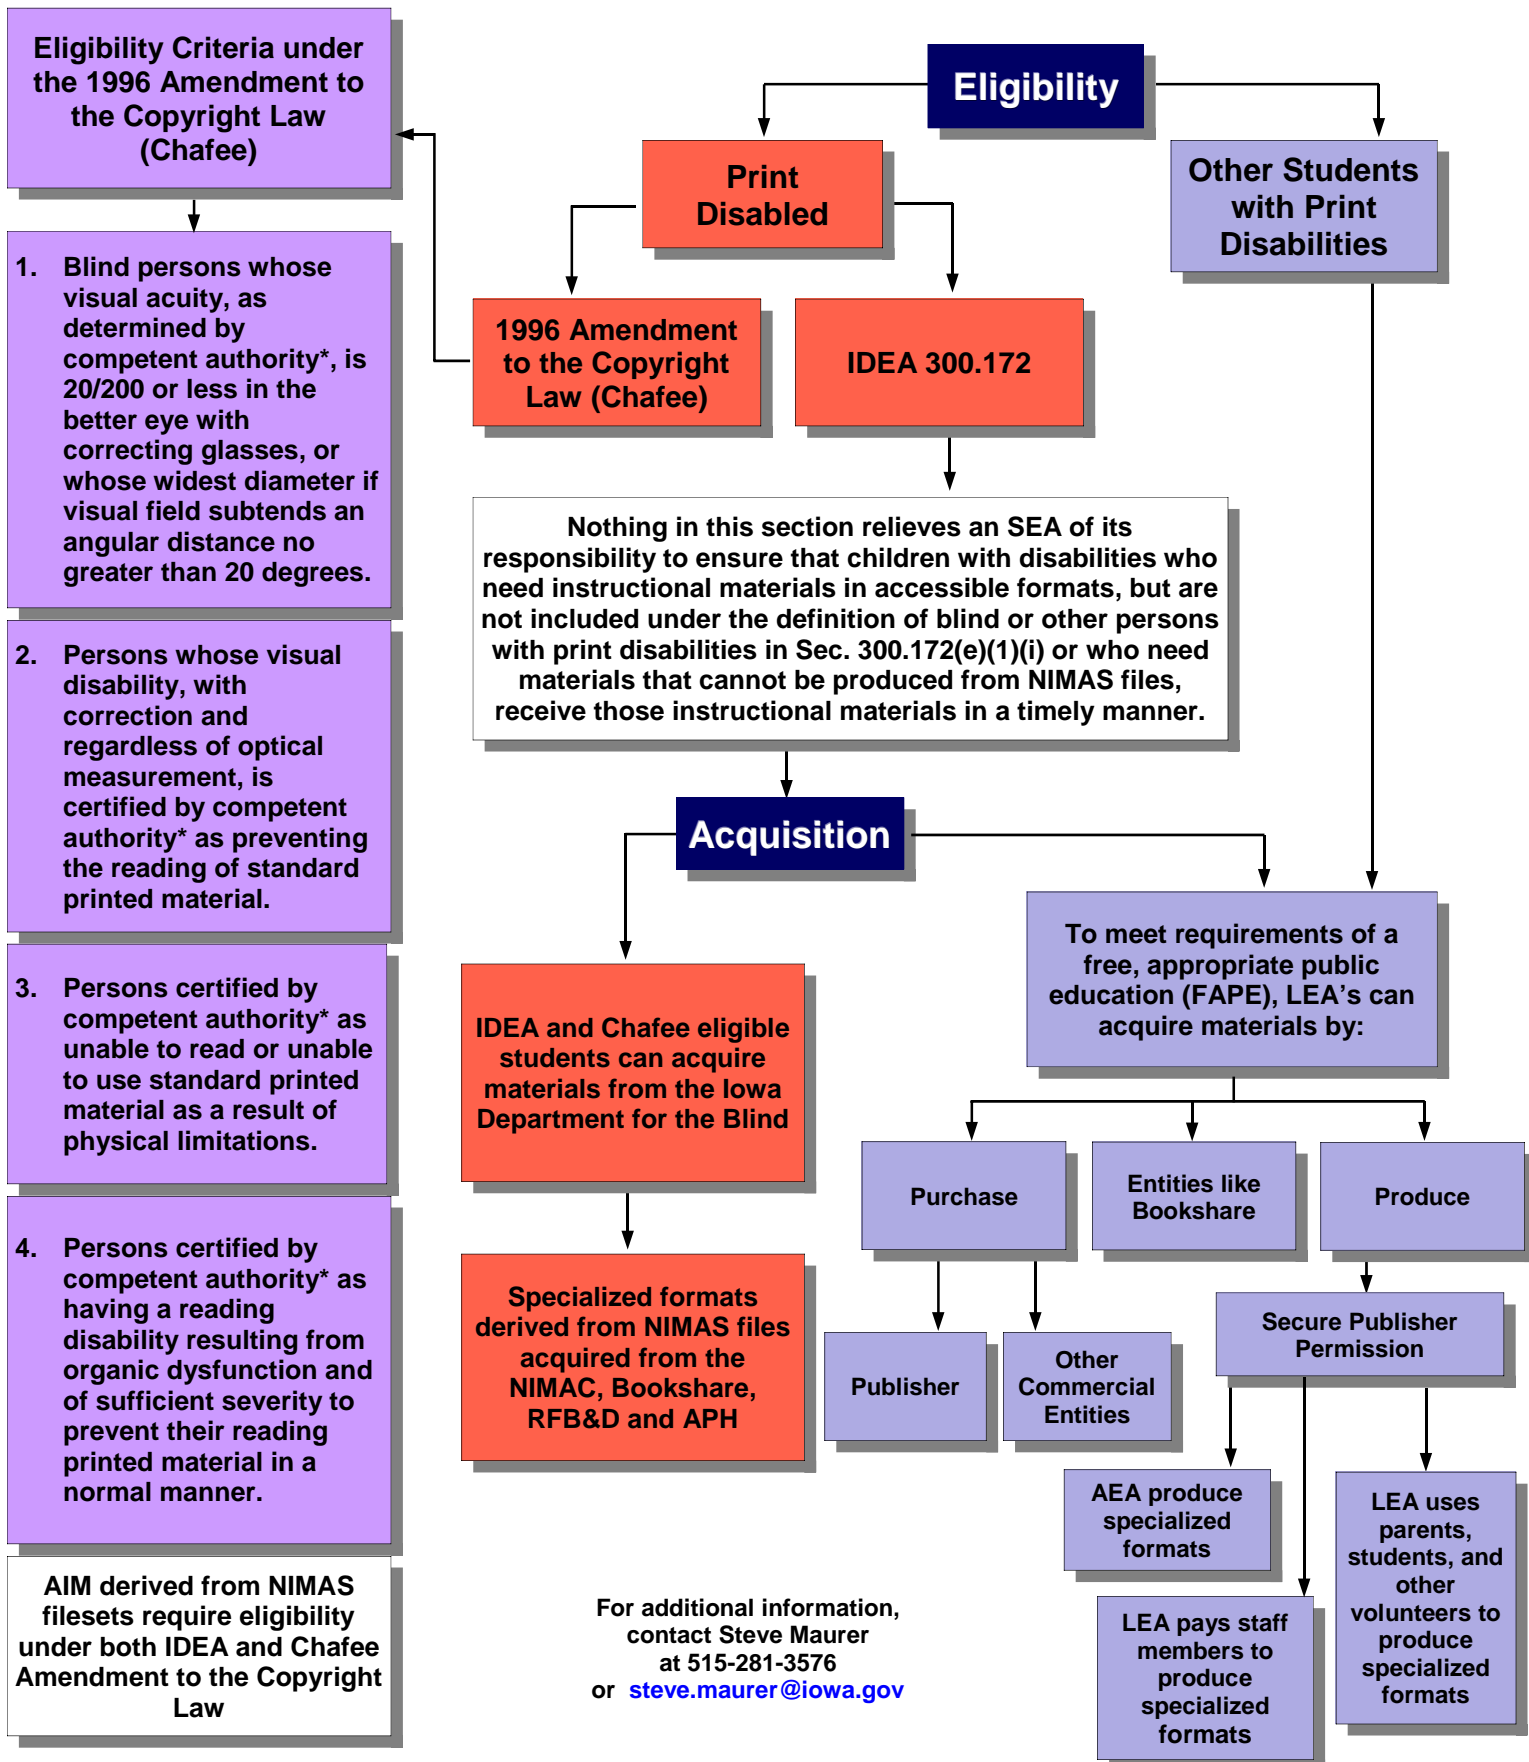 Eligibility Criteria under
the 1996 Amendment to
the Copyright Law
(Chafee)
1. Blind persons whose
visual acuity, as
determined by
competent authority*, is
20/200 or less in the
better eye with
correcting glasses, or
whose widest diameter if
visual field subtends an
angular distance no
greater than 20 degrees.
2. Persons whose visual
disability, with
correction and
regardless of optical
measurement, is
certified by competent
authority* as preventing
the reading of standard
printed material.
3. Persons certified by
competent authority* as
unable to read or unable
to use standard printed
material as a result of
physical limitations.
4. Persons certified by
competent authority* as
having a reading
disability resulting from
organic dysfunction and
of sufficient severity to
prevent their reading
printed material in a
normal manner.
AIM derived from NIMAS
filesets require eligibility
under both IDEA and Chafee
Amendment to the Copyright
Law
Eligibility
Print
Disabled
Other Students
with Print
Disabilities
1996 Amendment
to the Copyright
Law (Chafee)
IDEA 300.172
Nothing in this section relieves an SEA of its
responsibility to ensure that children with disabilities who
need instructional materials in accessible formats, but are
not included under the definition of blind or other persons
with print disabilities in Sec. 300.172(e)(1)(i) or who need
materials that cannot be produced from NIMAS files,
receive those instructional materials in a timely manner.
Acquisition
IDEA and Chafee eligible
students can acquire
materials from the Iowa
Department for the Blind
Specialized formats
derived from NIMAS files
acquired from the
NIMAC, Bookshare,
RFB&D and APH
To meet requirements of a
free, appropriate public
education (FAPE), LEA’s can
acquire materials by:
Purchase
Entities like
Bookshare
Produce
Publisher
Other
Commercial
Entities
Secure Publisher
Permission
AEA produce
specialized
formats
LEA pays staff
members to
produce
specialized
formats
LEA uses
parents,
students, and
other
volunteers to
produce
specialized
formats
For additional information,
contact Steve Maurer
at 515-281-3576
or steve.maurer@iowa.gov